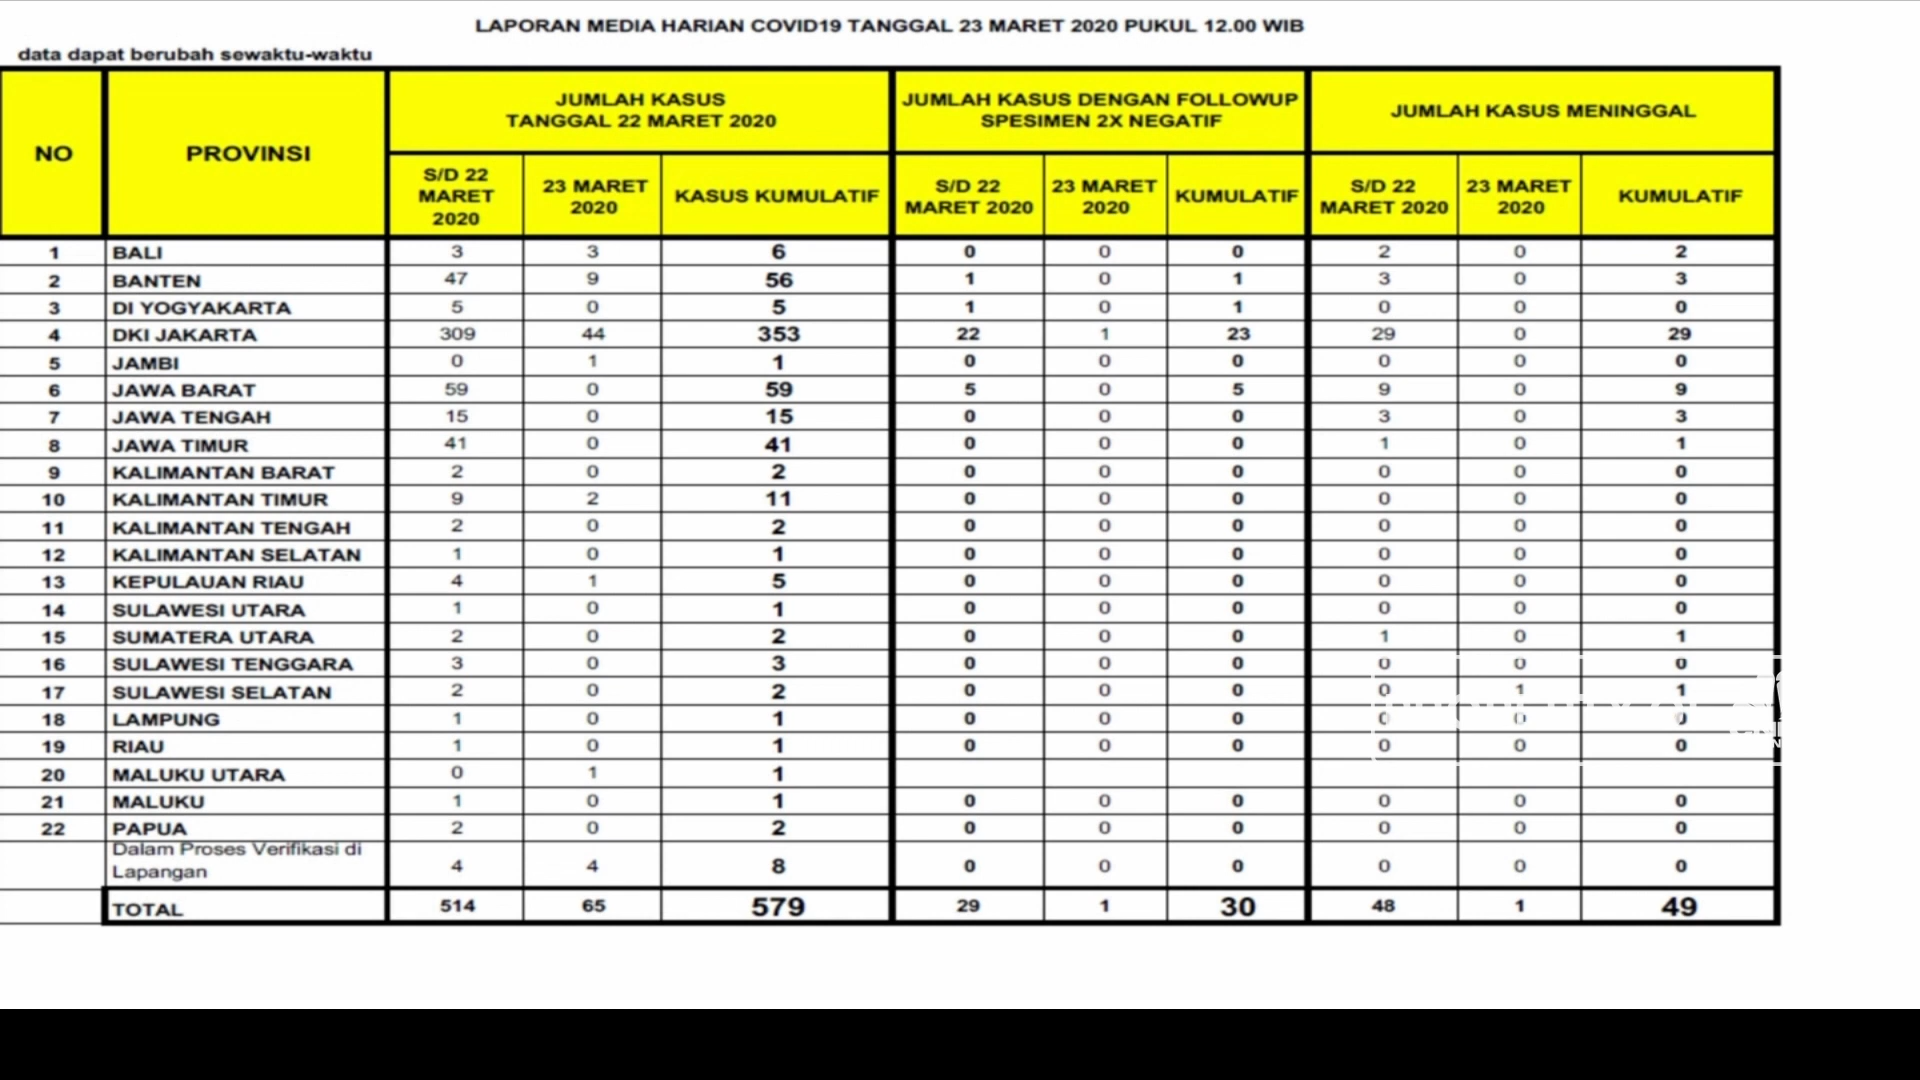 LAPORAN MEDIA HARIAN COVID19 TANGGAL 23 MARET 2020 PUKUL 12.00 WIB
data dapat berubah sewaktu-waktu
NO PROVINSI JUMLAH KASUS TANGGAL 22 MARET 2020 JUMLAH KASUS DENGAN FOLLOWUP SPESIMEN 2X NEGATIF JUMLAH KASUS MENINGGAL
S/D 22 MARET 2020 23 MARET 2020 KASUS KUMULATIF S/D 22 MARET 2020 23 MARET 2020 KUMULATIF S/D 22 MARET 2020 23 MARET 2020 KUMULATIF
1 BALI 3 3 6 0 0 0 2 0 2
2 BANTEN 47 9 56 1 0 1 3 0 3
3 DI YOGYAKARTA 5 0 5 1 0 1 0 0 0
4 DKI JAKARTA 309 44 353 22 1 23 29 0 29
5 JAMBI 0 1 1 0 0 0 0 0 0
6 JAWA BARAT 59 0 59 5 0 5 9 0 9
7 JAWA TENGAH 15 0 15 0 0 0 3 0 3
8 JAWA TIMUR 41 0 41 0 0 0 1 0 1
9 KALIMANTAN BARAT 2 0 2 0 0 0 0 0 0
10 KALIMANTAN TIMUR 9 2 11 0 0 0 0 0 0
11 KALIMANTAN TENGAH 2 0 2 0 0 0 0 0 0
12 KALIMANTAN SELATAN 1 0 1 0 0 0 0 0 0
13 KEPULAUAN RIAU 4 1 5 0 0 0 0 0 0
14 SULAWESI UTARA 1 0 1 0 0 0 0 0 0
15 SUMATERA UTARA 2 0 2 0 0 0 1 0 1
16 SULAWESI TENGGARA 3 0 3 0 0 0 0 0 0
17 SULAWESI SELATAN 2 0 2 0 0 0 0 1 1
18 LAMPUNG 1 0 1 0 0 0 0 0 0
19 RIAU 1 0 1 0 0 0 0 0 0
20 MALUKU UTARA 0 1 1
21 MALUKU 1 0 1 0 0 0 0 0 0
22 PAPUA 2 0 2 0 0 0 0 0 0
Dalam Proses Verifikasi di Lapangan 4 4 8 0 0 0 0 0 0
TOTAL 514 65 579 29 1 30 48 1 49